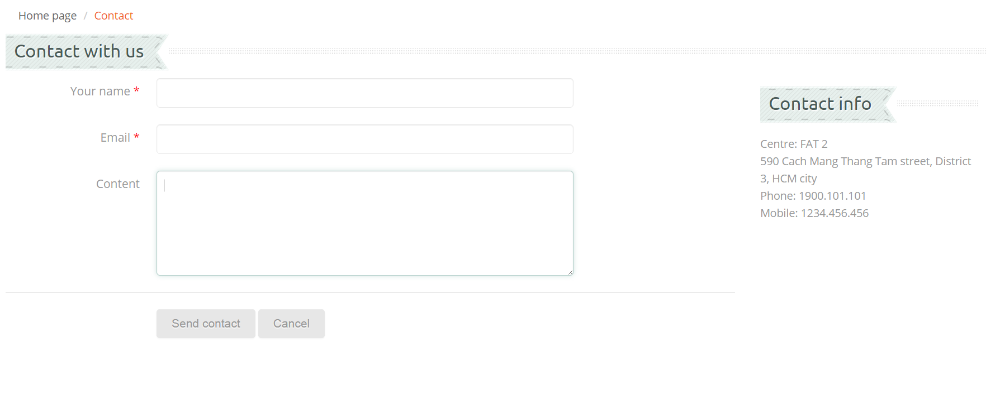 Home page / Contact
Contact with us
Your name *
Email *
Content
Send contact
Cancel
Contact info
Centre: FAT 2
590 Cach Mang Thang Tam street, District
3, HCM city
Phone: 1900.101.101
Mobile: 1234.456.456